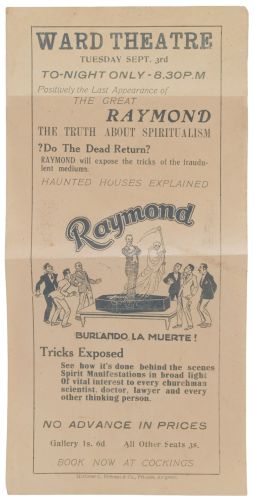 WARD THEATRE
TUESDAY SEPT. 3rd
TO-NIGHT ONLY - 8.30P.M
Positively the Last Appearance of
THE GREAT
RAYMOND
THE TRUTH ABOUT SPIRITUALISM
?Do The Dead Return?
RAYMOND will expose the tricks of the fraudu-
lent mediums.
HAUNTED HOUSES EXPLAINED
Raymond
BURLANDO LA MUERTE!
Tricks Exposed
See how it's done behind the scenes
Spirit Manifestations in broad light
Of vital interest to every churchman
scientist, doctor, lawyer and every
other thinking person.
NO ADVANCE IN PRICES
Gallery 1s. 6d. All Other Seats 3s.
BOOK NOW AT COCKINGS